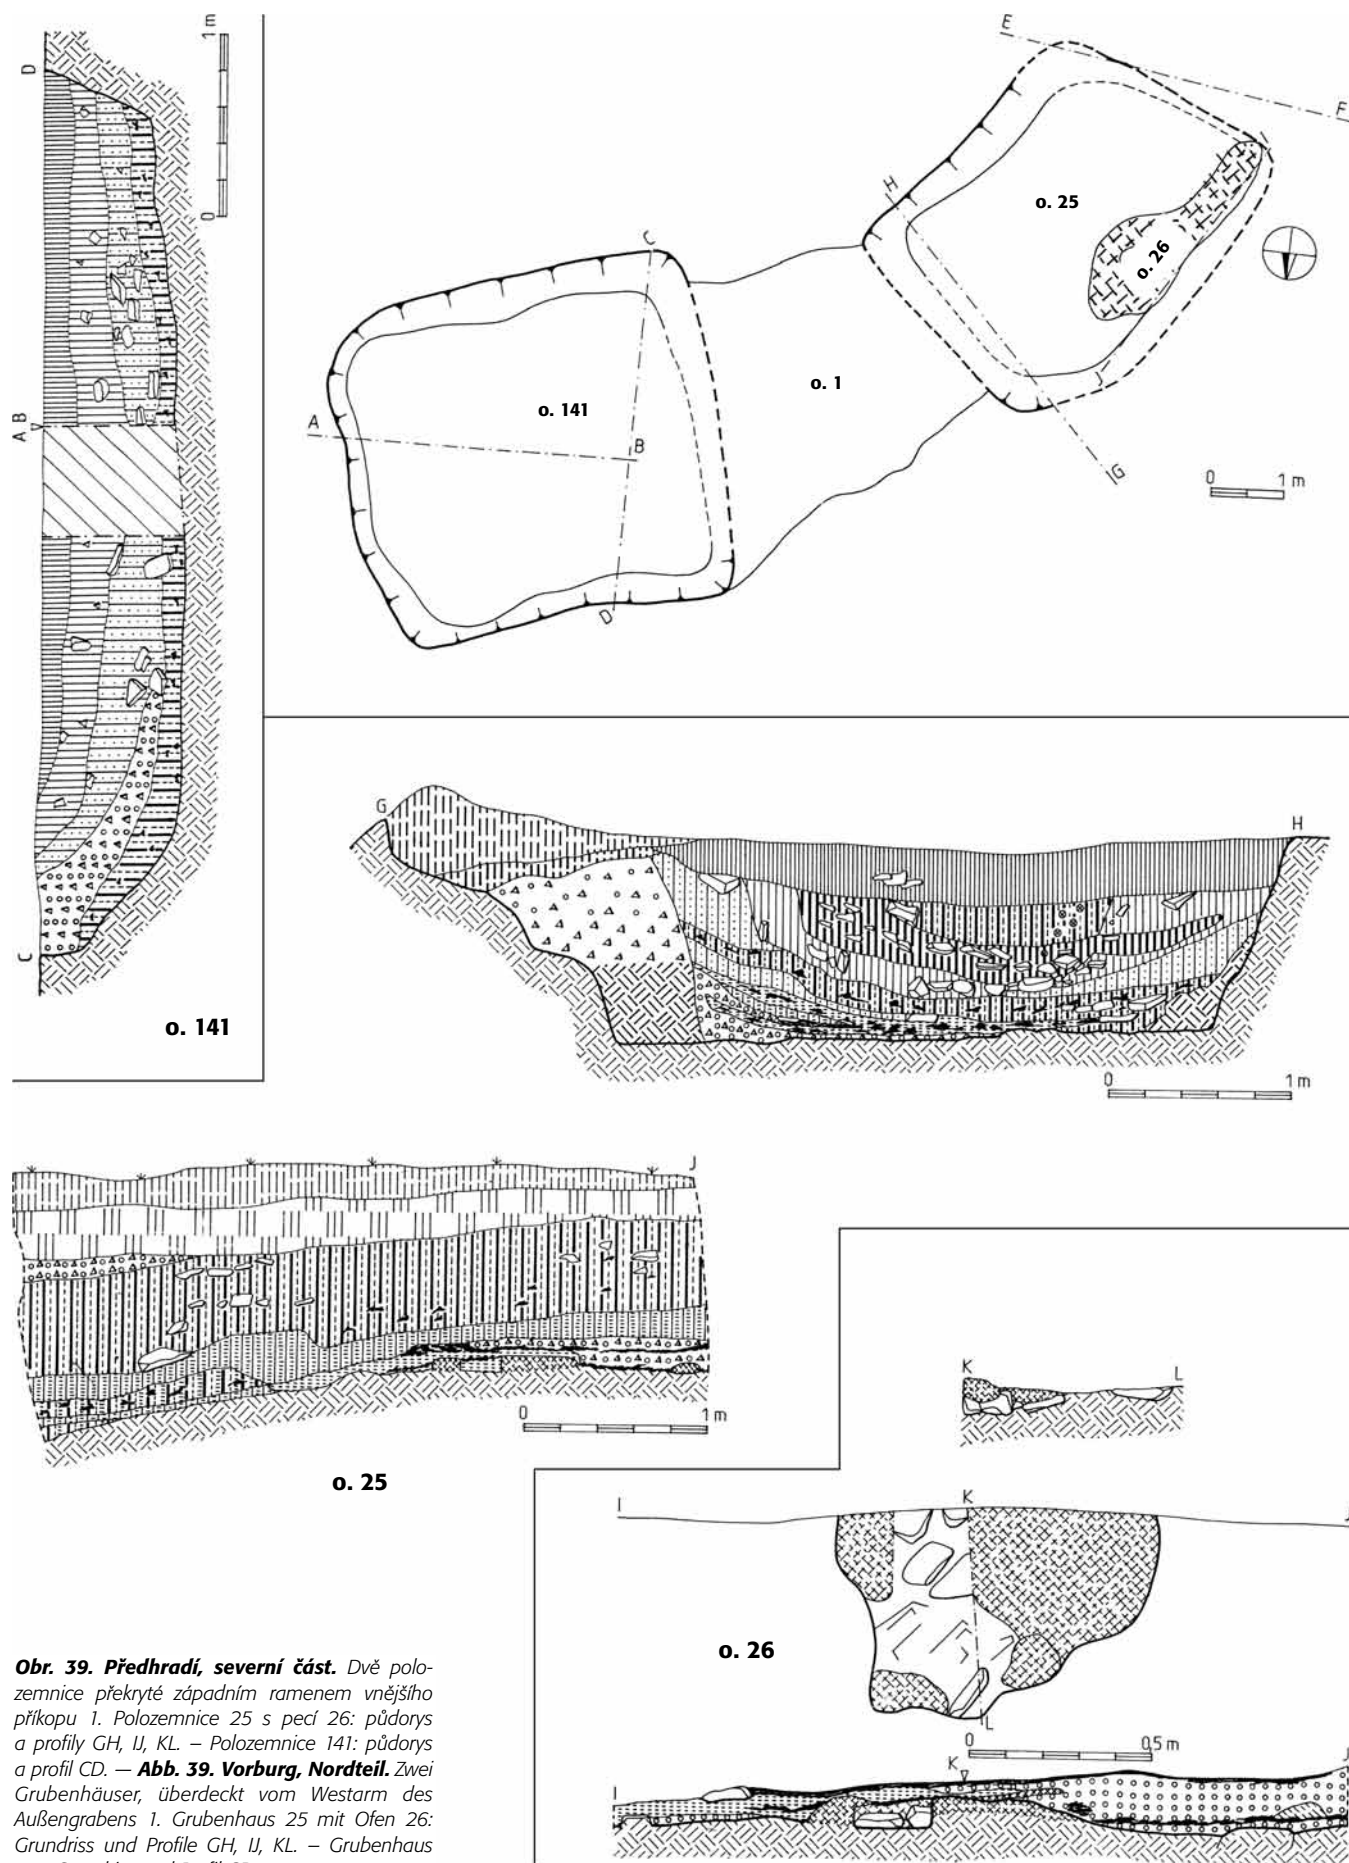 D
1 m
0
A B
C
o. 141
E
F
H
C
o. 25
o. 26
o. 1
o. 141
A
B
D
G
0 1 m
G
H
0 1 m
J
0 1 m
o. 25
K
L
I
K
J
o. 26
L
0 0,5 m
K
I
J
Obr. 39. Předhradí, severní část. Dvě polo-
zemnice překryté západním ramenem vnějšího
příkopu 1. Polozemnice 25 s pecí 26: půdorys
a profily GH, IJ, KL. – Polozemnice 141: půdorys
a profil CD. — Abb. 39. Vorburg, Nordteil. Zwei
Grubenhäuser, überdeckt vom Westarm des
Außengrabens 1. Grubenhaus 25 mit Ofen 26:
Grundriss und Profile GH, IJ, KL. – Grubenhaus